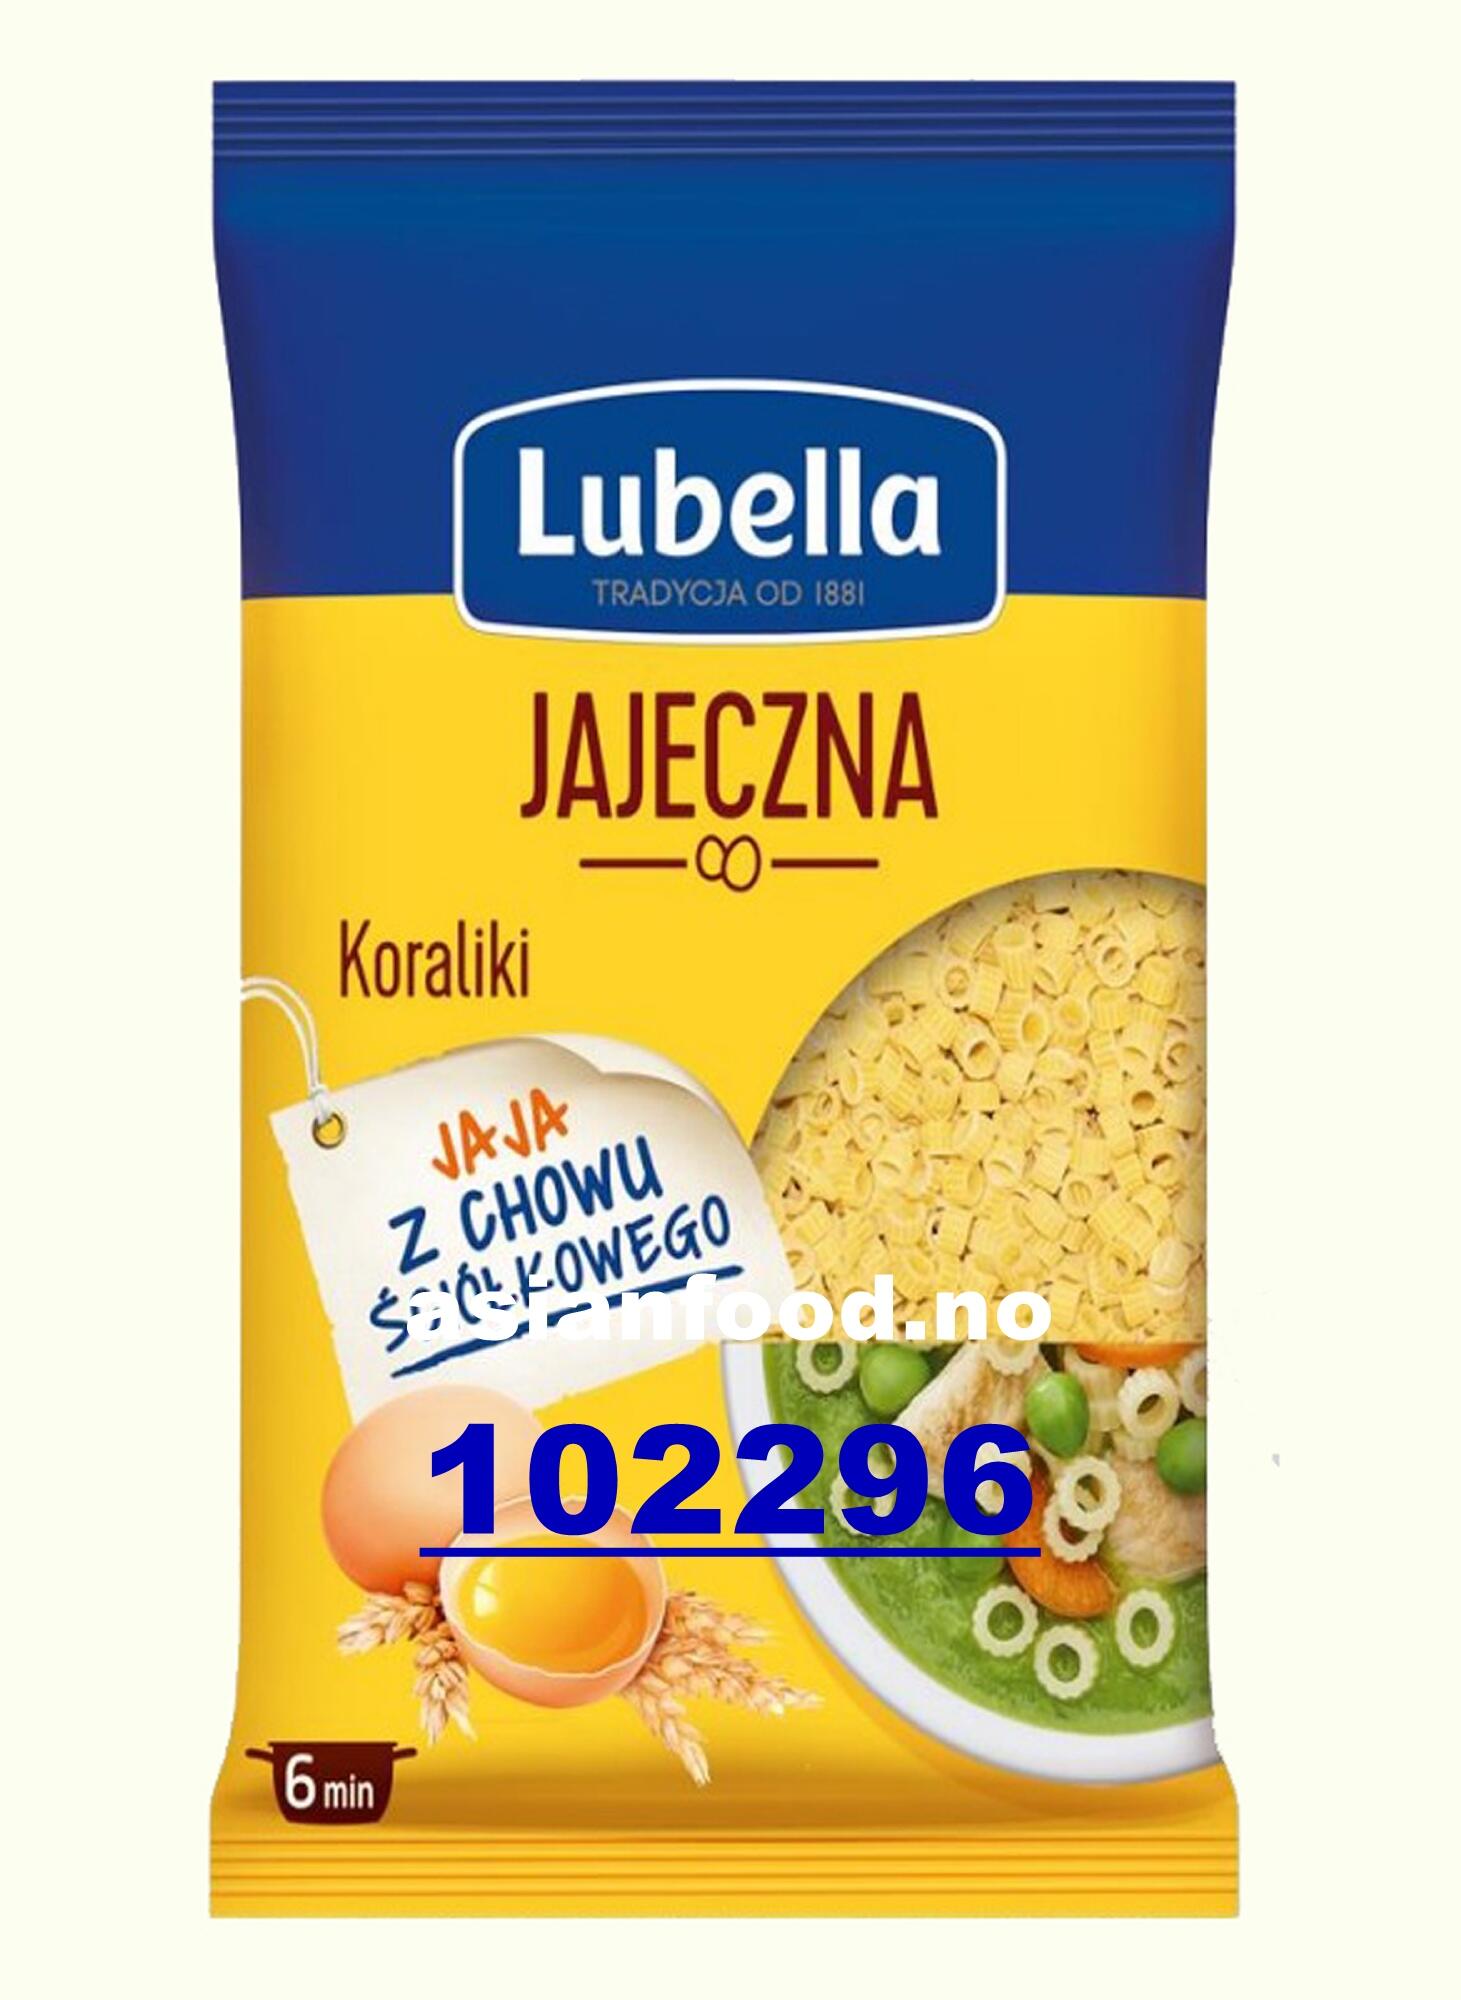 Lubella
TRADYCJA OD 1881
JAJECZNA
Koraliki
JAJA
Z CHOWU
ŚCIÓŁKOWEGO
asianfood.no
102296
6 min